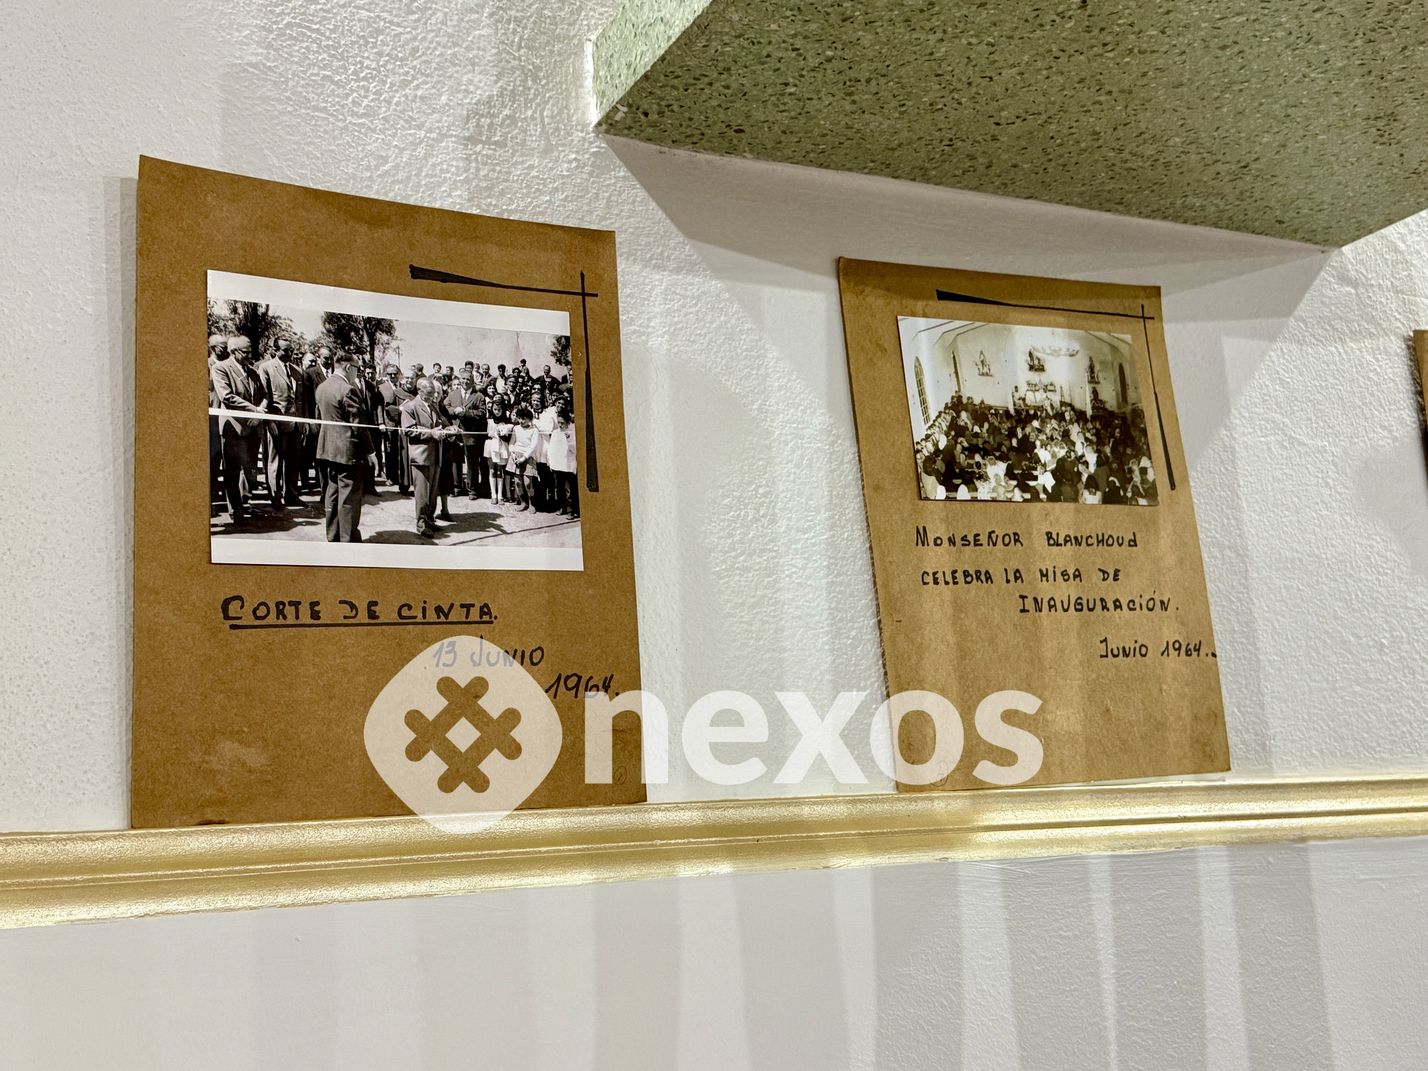 CORTE DE CINTA.
13 JUNIO
1964.
MONSEÑOR BLANCHOUD
CELEBRA LA MISA DE
INAUGURACIÓN.
JUNIO 1964.
nexos